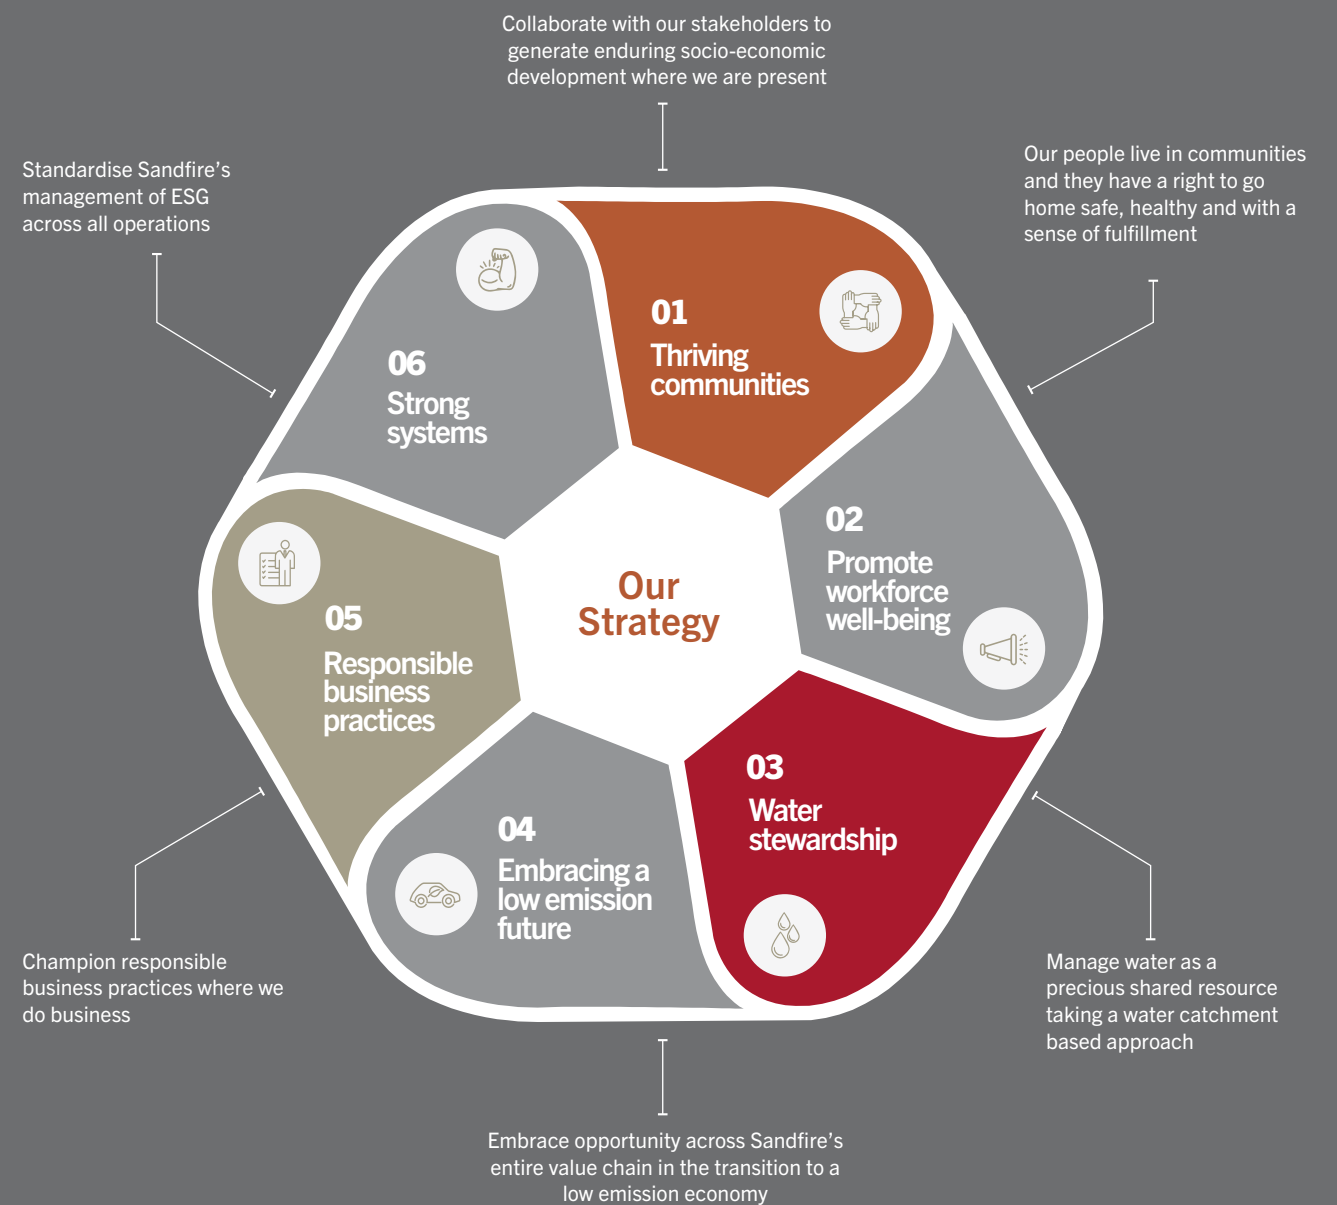 Collaborate with our stakeholders to
generate enduring socio-economic
development where we are present
Our people live in communities
and they have a right to go
home safe, healthy and with a
sense of fulfillment
Standardise Sandfire's
management of ESG
across all operations
01
Thriving
communities
06
Strong
systems
02
Promote
workforce
well-being
Our
Strategy
05
Responsible
business
practices
03
Water
stewardship
04
Embracing a
low emission
future
Champion responsible
business practices where we
do business
Manage water as a
precious shared resource
taking a water catchment
based approach
Embrace opportunity across Sandfire's
entire value chain in the transition to a
low emission economy